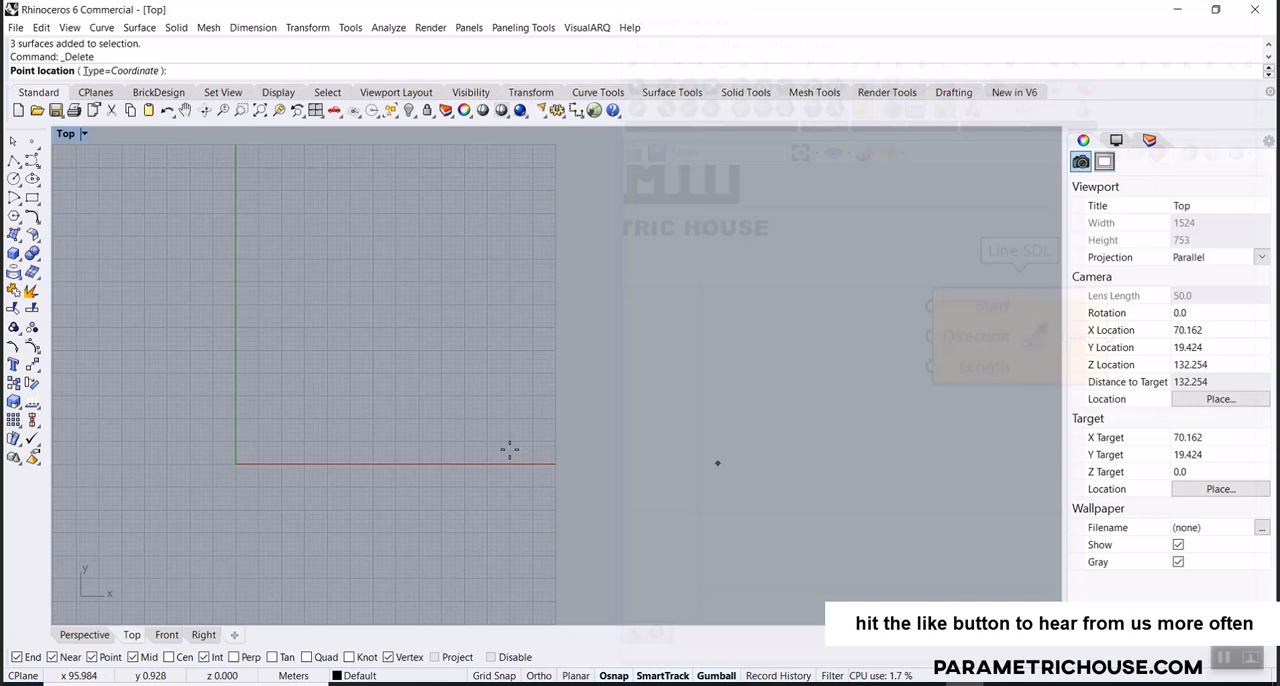 Rhinoceros 6 Commercial - [Top]
File Edit View Curve Surface Solid Mesh Dimension Transform Tools Analyze Render Panels Paneling Tools VisualARQ Help
3 surfaces added to selection.
Command: _Delete
Point location ( Type=Coordinate ):
Standard CPlanes BrickDesign Set View Display Select Viewport Layout Visibility Transform Curve Tools Surface Tools Solid Tools Mesh Tools Render Tools Drafting New in V6
Top
TRIC HOUSE
Line SDL
Start
Direction
Length
Viewport
Title Top
Width 1524
Height 753
Projection Parallel
Camera
Lens Length 50.0
Rotation 0.0
X Location 70.162
Y Location 19.424
Z Location 132.254
Distance to Target 132.254
Location Place...
Target
X Target 70.162
Y Target 19.424
Z Target 0.0
Location Place...
Wallpaper
Filename (none) ...
Show
Gray
y
x
hit the like button to hear from us more often
PARAMETRICHOUSE.COM
Perspective Top Front Right
End Near Point Mid Cen Int Perp Tan Quad Knot Vertex Project Disable
CPlane x 95.984 y 0.928 z 0.000 Meters Default Grid Snap Ortho Planar Osnap SmartTrack Gumball Record History Filter CPU use: 1.7 %